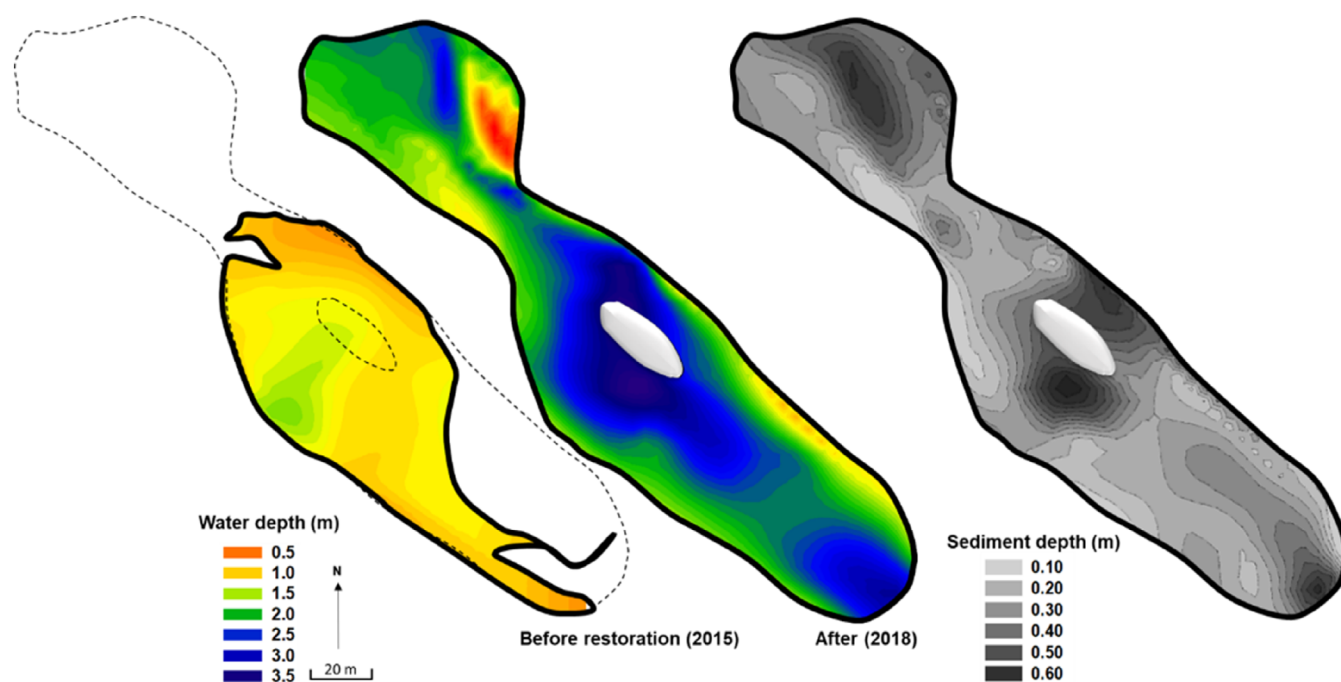 Water depth (m)
0.5
1.0
1.5
2.0
2.5
3.0
3.5
N
20 m
Before restoration (2015)
After (2018)
Sediment depth (m)
0.10
0.20
0.30
0.40
0.50
0.60